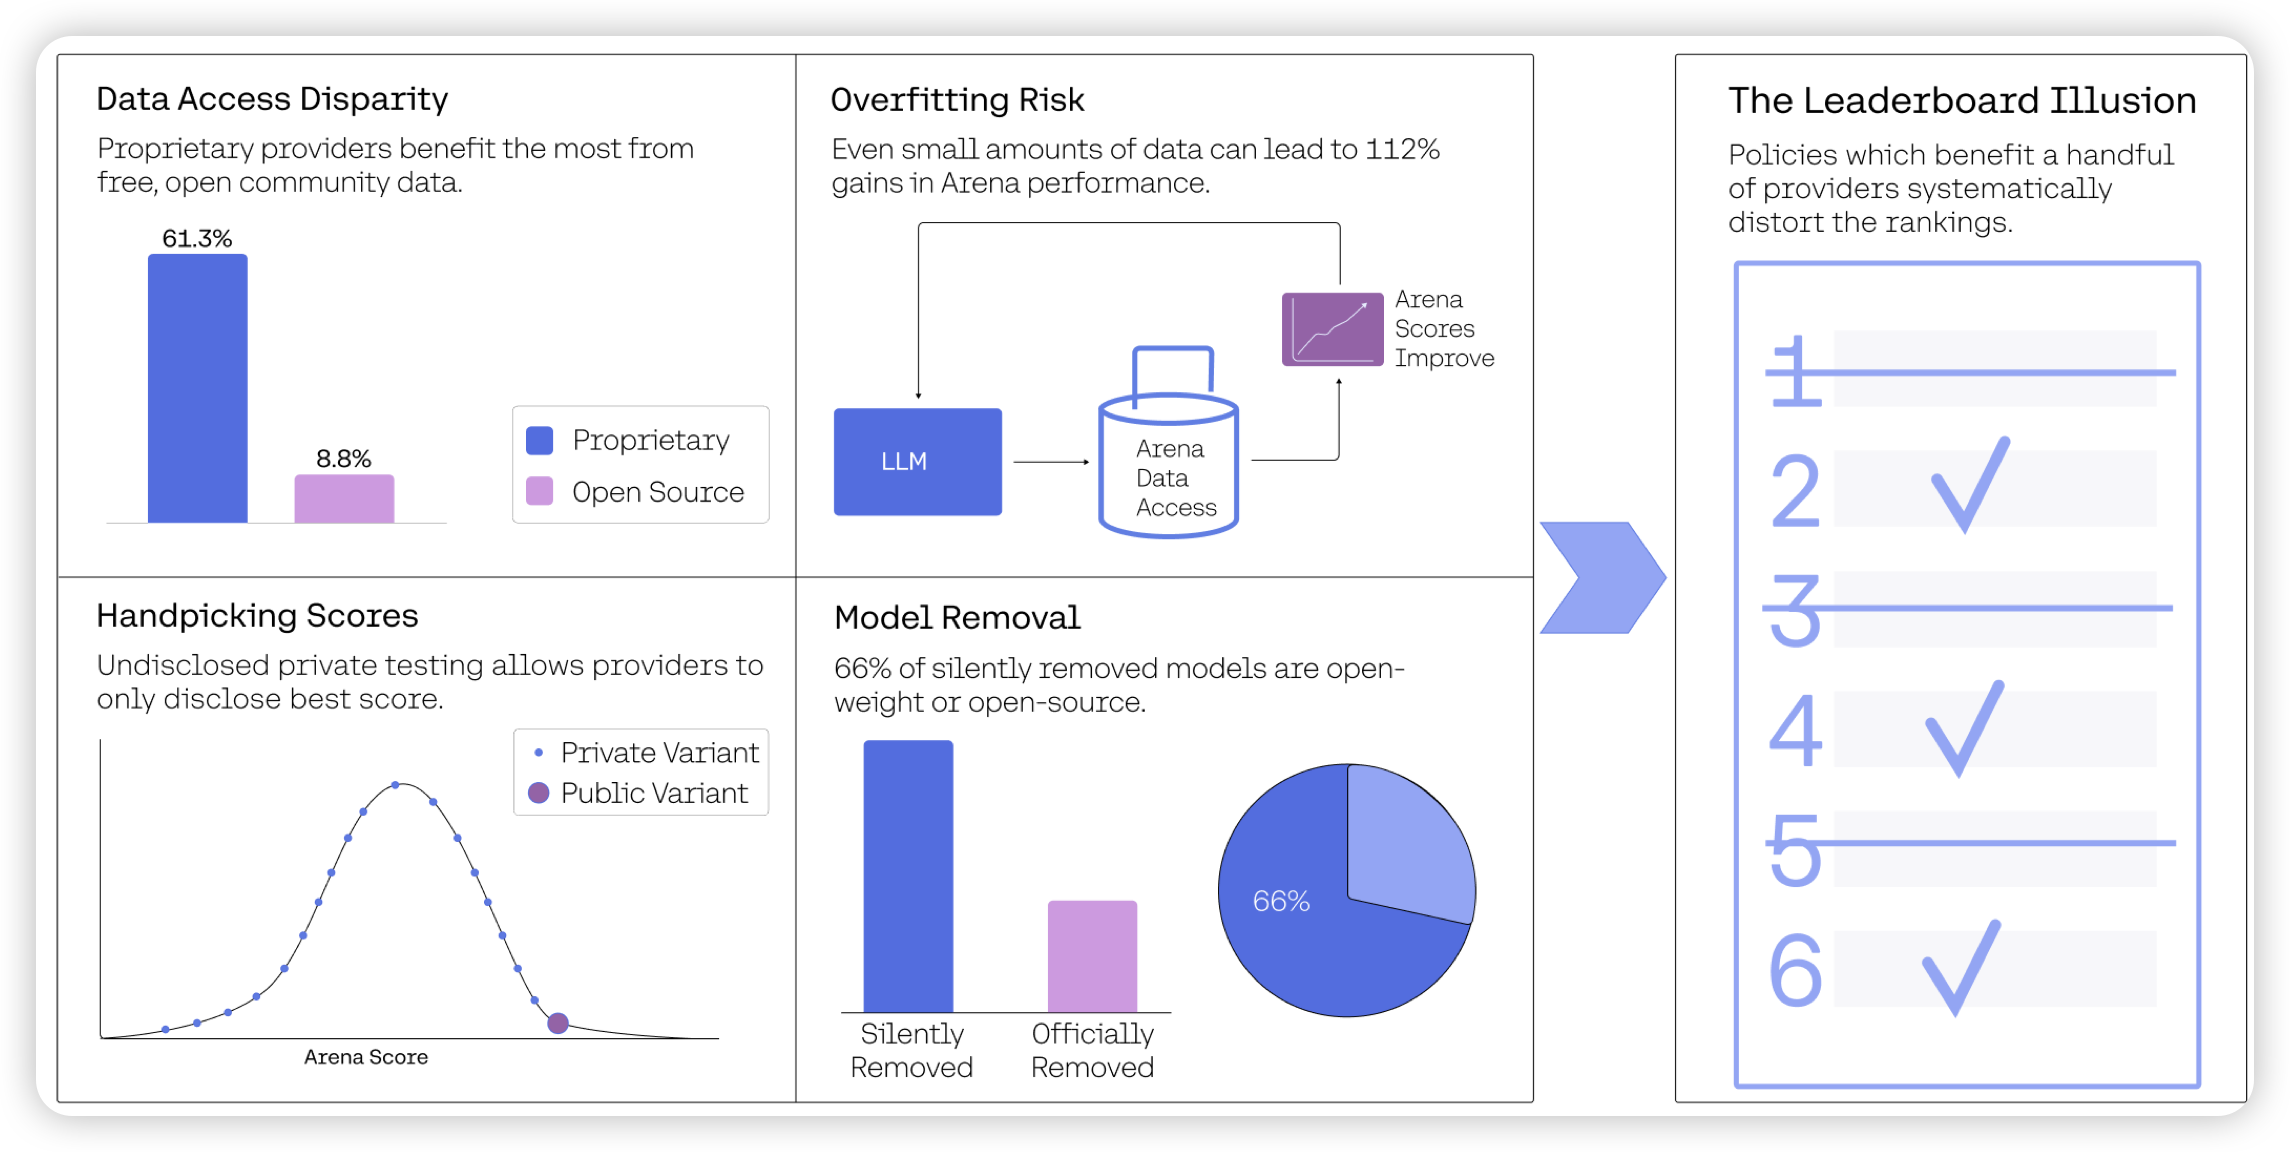 Data Access Disparity
Proprietary providers benefit the most from
free, open community data.
61.3%
8.8%
Proprietary
Open Source
Overfitting Risk
Even small amounts of data can lead to 112%
gains in Arena performance.
LLM
Arena
Data
Access
Arena
Scores
Improve
Handpicking Scores
Undisclosed private testing allows providers to
only disclose best score.
Private Variant
Public Variant
Arena Score
Model Removal
66% of silently removed models are open-
weight or open-source.
Silently
Removed
Officially
Removed
66%
The Leaderboard Illusion
Policies which benefit a handful
of providers systematically
distort the rankings.
1
2
3
4
5
6